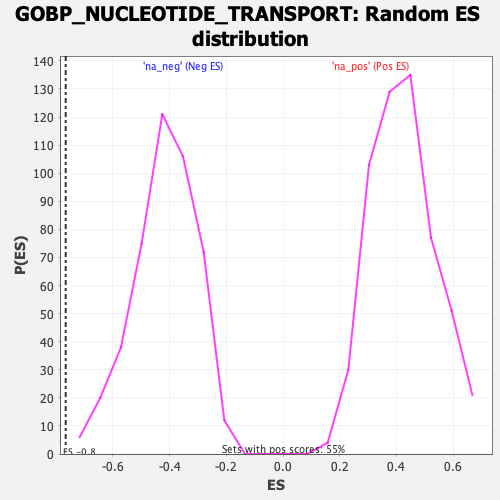 GOBP_NUCLEOTIDE_TRANSPORT: Random ES
distribution
'na_neg' (Neg ES)
'na_pos' (Pos ES)
140
130
120
110
100
90
80
70
60
50
40
30
20
10
0
P(ES)
ES -0.8
Sets with pos scores: 55%
-0.6
-0.4
-0.2
0.0
0.2
0.4
0.6
ES